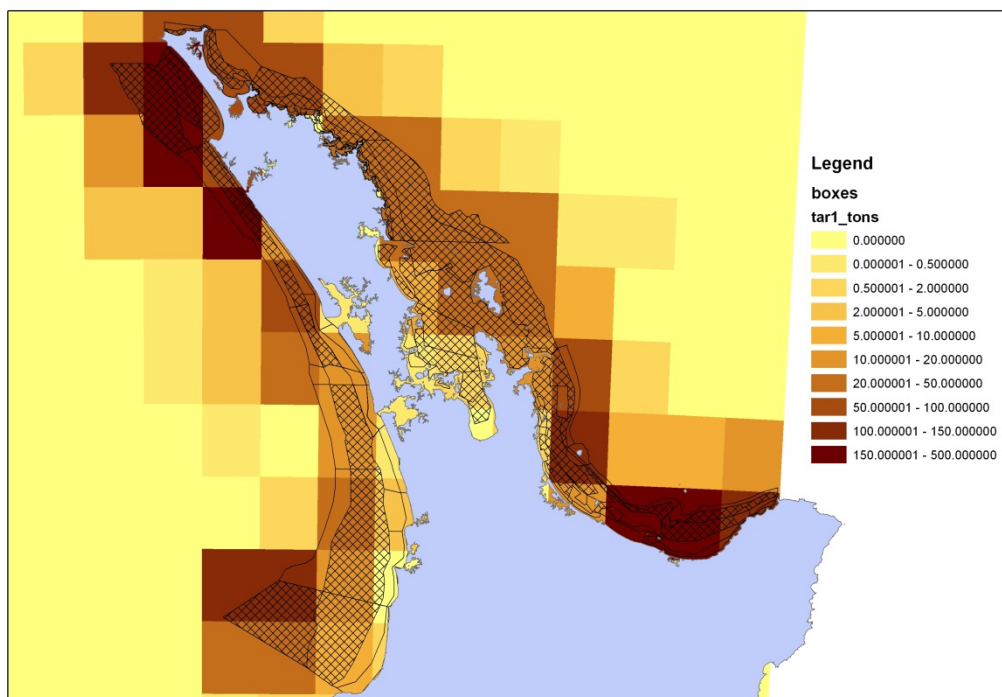 Legend
boxes
tar1_tons
0.000000
0.000001 - 0.500000
0.500001 - 2.000000
2.000001 - 5.000000
5.000001 - 10.000000
10.000001 - 20.000000
20.000001 - 50.000000
50.000001 - 100.000000
100.000001 - 150.000000
150.000001 - 500.000000